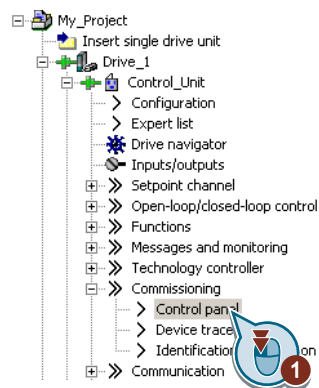 My_Project
Insert single drive unit
Drive_1
Control_Unit
Configuration
Expert list
Drive navigator
Inputs/outputs
Setpoint channel
Open-loop/closed-loop control
Functions
Messages and monitoring
Technology controller
Commissioning
Control panel
Device trace
Identification on
Communication
1